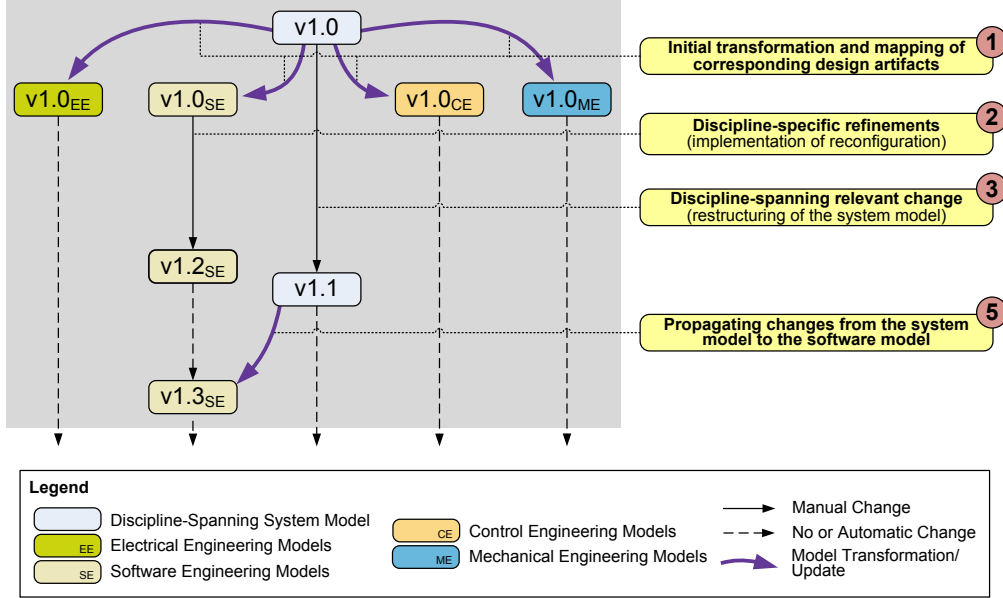 v1.0
1
Initial transformation and mapping of
corresponding design artifacts
v1.0EE
v1.0SE
v1.0CE
v1.0ME
2
Discipline-specific refinements
(implementation of reconfiguration)
3
Discipline-spanning relevant change
(restructuring of the system model)
v1.2SE
v1.1
5
Propagating changes from the system
model to the software model
v1.3SE
Legend
Discipline-Spanning System Model
EE Electrical Engineering Models
SE Software Engineering Models
CE Control Engineering Models
ME Mechanical Engineering Models
Manual Change
No or Automatic Change
Model Transformation/
Update